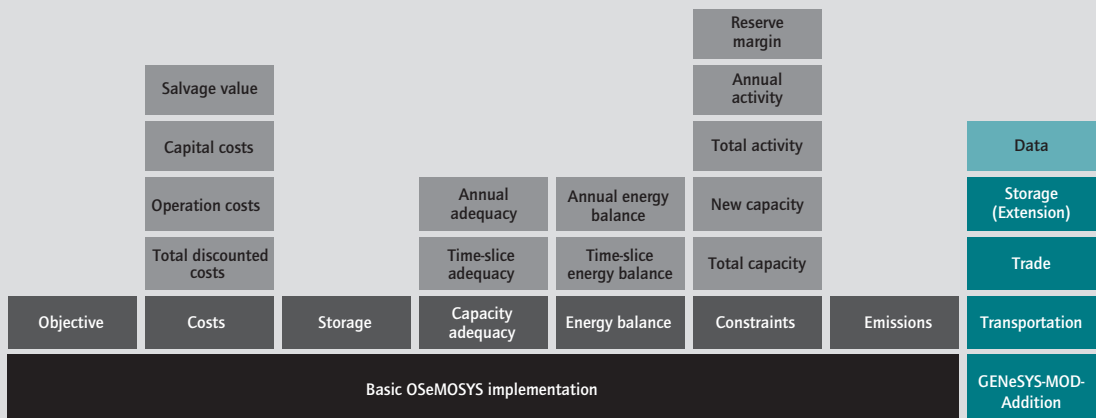 Reserve
margin
Salvage value
Annual
activity
Capital costs
Total activity
Data
Operation costs
Annual
adequacy
Annual energy
balance
New capacity
Storage
(Extension)
Total discounted
costs
Time-slice
adequacy
Time-slice
energy balance
Total capacity
Trade
Objective
Costs
Storage
Capacity
adequacy
Energy balance
Constraints
Emissions
Transportation
Basic OSeMOSYS implementation
GENeSYS-MOD-
Addition